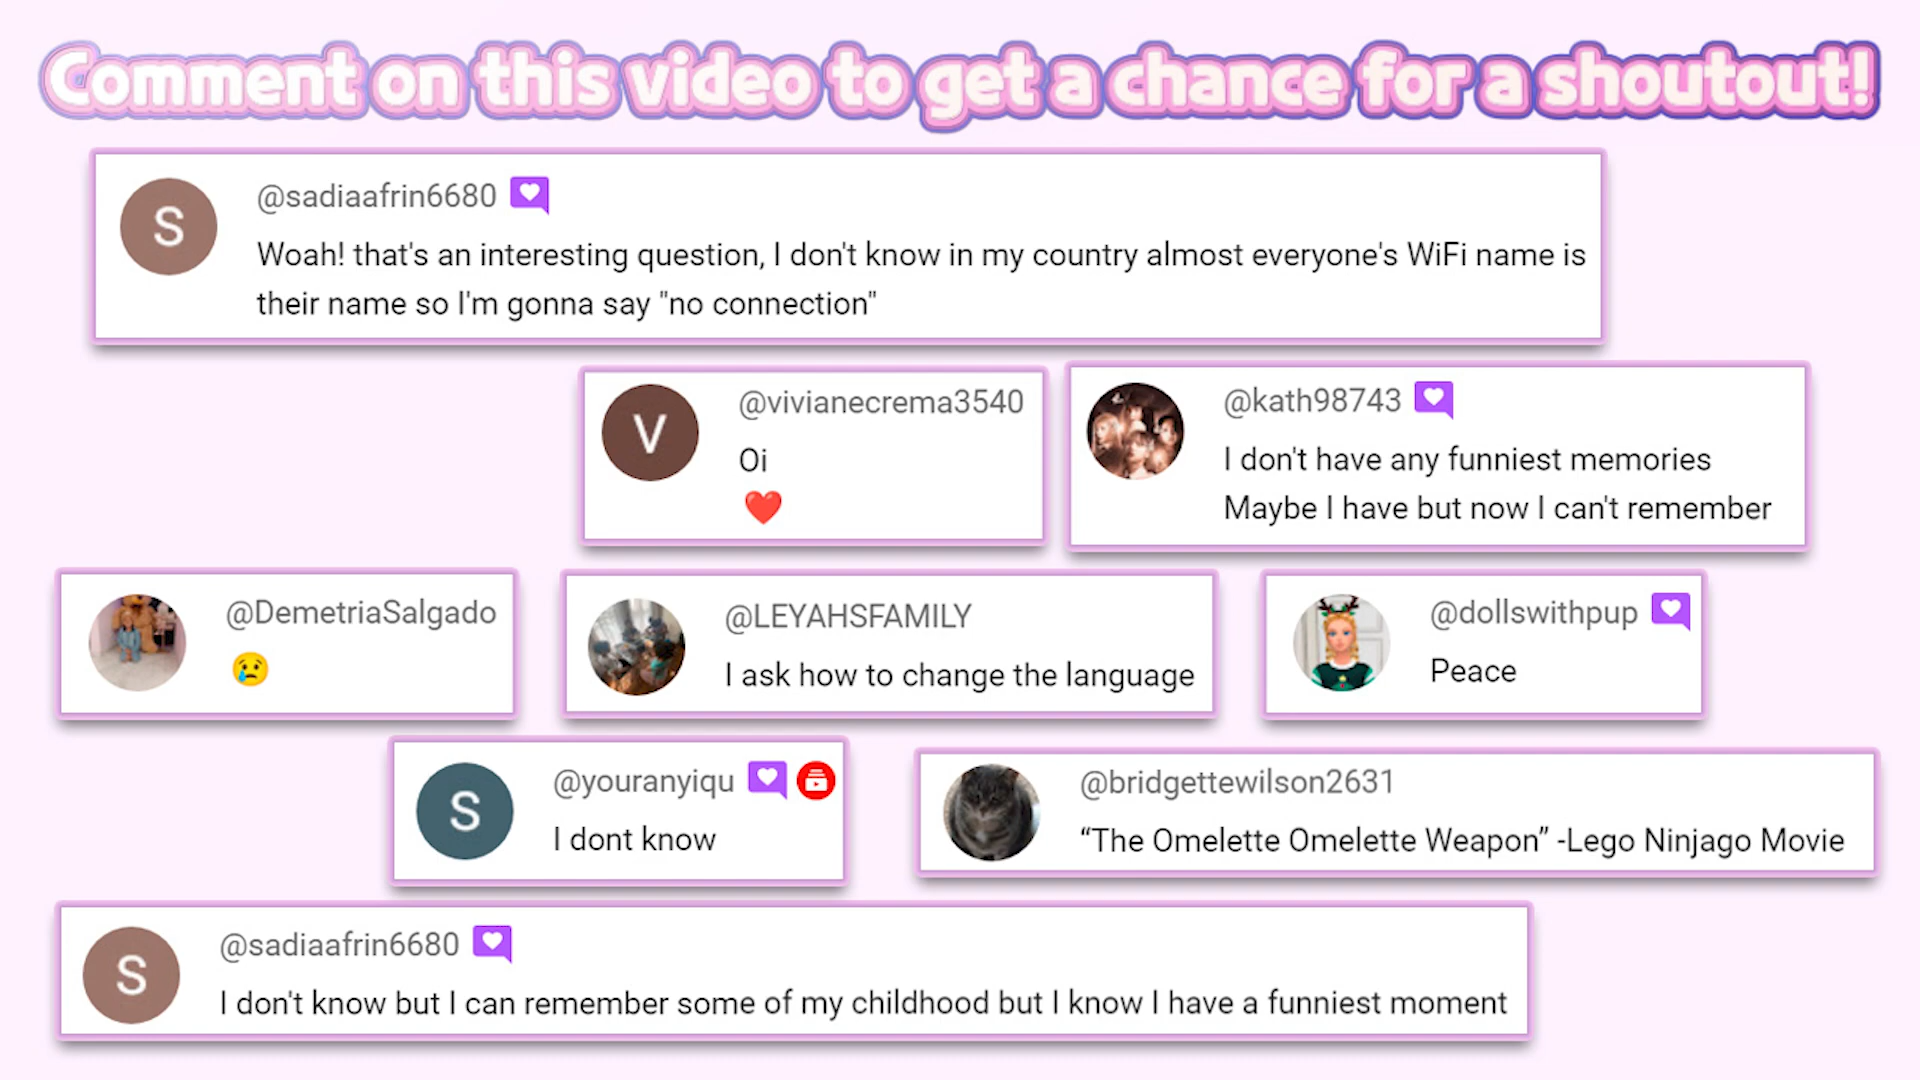 Comment on this video to get a chance for a shoutout!
S
@sadiaafrin6680
Woah! that's an interesting question, I don't know in my country almost everyone's WiFi name is
their name so I'm gonna say "no connection"
V
@vivianecrema3540
Oi
❤️
@kath98743
I don't have any funniest memories
Maybe I have but now I can't remember
@DemetriaSalgado
😢
@LEYAHSFAMILY
I ask how to change the language
@dollswithpup
Peace
S
@youranyiqu
I dont know
@bridgettewilson2631
“The Omelette Omelette Weapon” -Lego Ninjago Movie
S
@sadiaafrin6680
I don't know but I can remember some of my childhood but I know I have a funniest moment